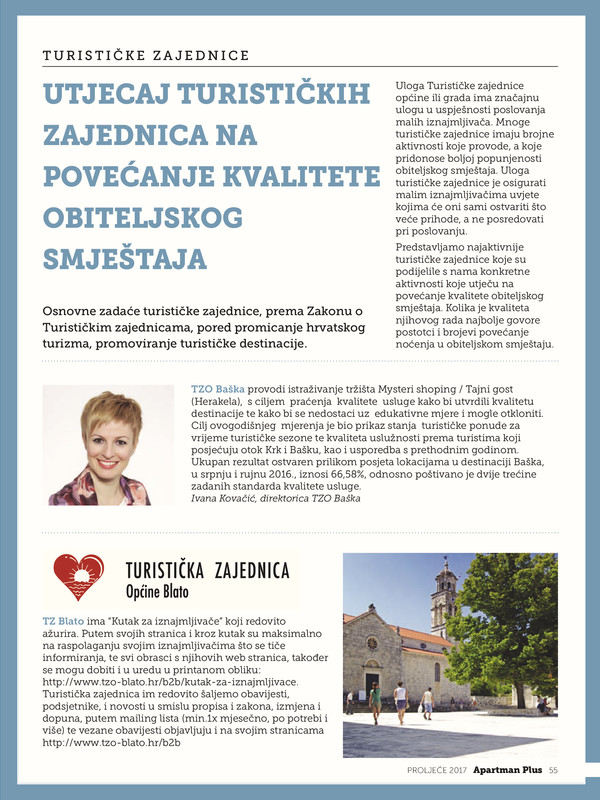 TURISTIČKE ZAJEDNICE
UTJECAJ TURISTIČKIH
ZAJEDNICA NA
POVEĆANJE KVALITETE
OBITELJSKOG
SMJEŠTAJA
Osnovne zadaće turističke zajednice, prema Zakonu o
Turističkim zajednicama, pored promicanje hrvatskog
turizma, promoviranje turističke destinacije.
Uloga Turističke zajednice
općine ili grada ima značajnu
ulogu u uspješnosti poslovanja
malih iznajmljivača. Mnoge
turističke zajednice imaju brojne
aktivnosti koje provode, a koje
pridonose boljoj popunjenosti
obiteljskog smještaja. Uloga
turističke zajednice je osigurati
malim iznajmljivačima uvjete
kojima će oni sami ostvariti što
veće prihode, a ne posredovati
pri poslovanju.
Predstavljamo najaktivnije
turističke zajednice koje su
podijelile s nama konkretne
aktivnosti koje utječu na
povećanje kvalitete obiteljskog
smještaja. Kolika je kvaliteta
njihovog rada najbolje govore
postotci i brojevi povećanje
noćenja u obiteljskom smještaju.
TZO Baška provodi istraživanje tržišta Mysteri shoping / Tajni gost
(Herakela), s ciljem praćenja kvalitete usluge kako bi utvrdili kvalitetu
destinacije te kako bi se nedostaci uz edukativne mjere i mogle otkloniti.
Cilj ovogodišnjeg mjerenja je bio prikaz stanja turističke ponude za
vrijeme turističke sezone te kvaliteta uslužnosti prema turistima koji
posjećuju otok Krk i Bašku, kao i usporedba s prethodnim godinom.
Ukupan rezultat ostvaren prilikom posjeta lokacijama u destinaciji Baška,
u srpnju i rujnu 2016., iznosi 66,58%, odnosno poštivano je dvije trećine
zadanih standarda kvalitete usluge.
Ivana Kovačić, direktorica TZO Baška
TURISTIČKA ZAJEDNICA
Općine Blato
TZ Blato ima "Kutak za iznajmljivače" koji redovito
ažurira. Putem svojih stranica i kroz kutak su maksimalno
na raspolaganju svojim iznajmljivačima što se tiče
informiranja, te svi obrasci s njihovih web stranica, također
se mogu dobiti i u uredu u printanom obliku:
http://www.tzo-blato.hr/b2b/kutak-za-iznajmljivace.
Turistička zajednica im redovito šaljemo obavijesti,
podsjetnike, i novosti u smislu propisa i zakona, izmjena i
dopuna, putem mailing lista (min.1x mjesečno, po potrebi i
više) te vezane obavijesti objavljuju i na svojim stranicama
http://www.tzo-blato.hr/b2b
PROLJEĆE 2017 Apartman Plus 55